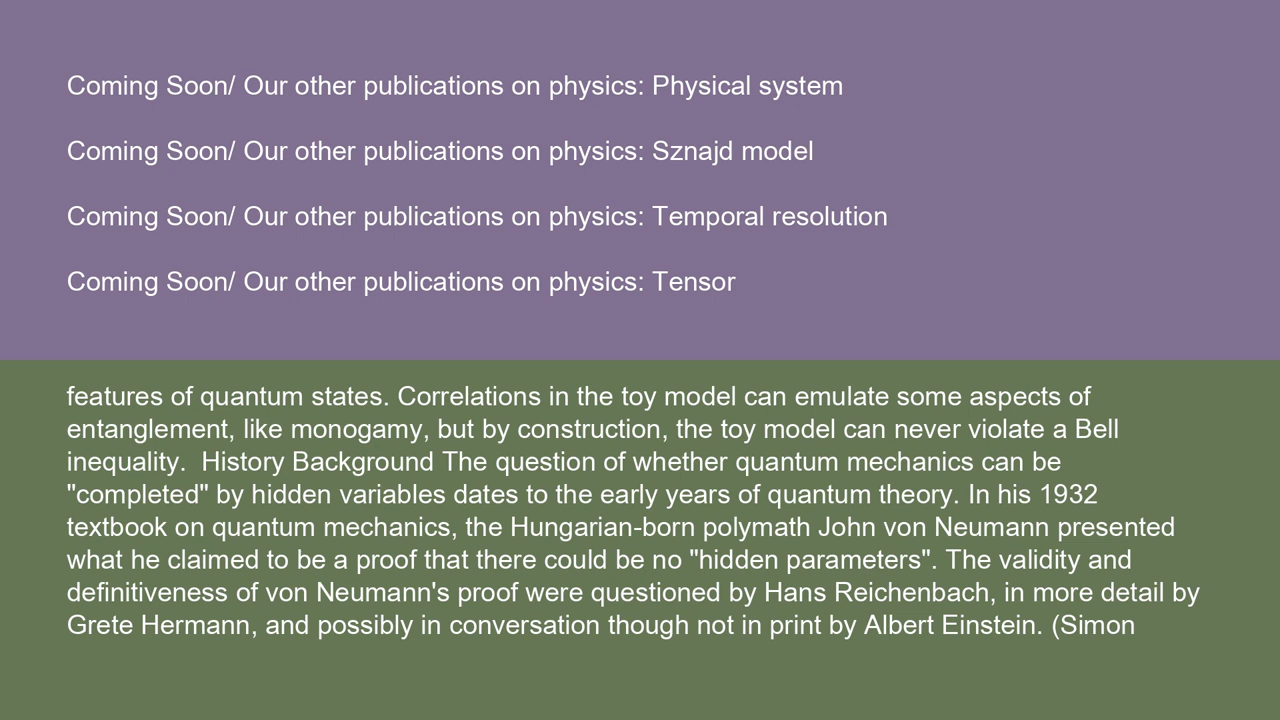 Coming Soon/ Our other publications on physics: Physical system
Coming Soon/ Our other publications on physics: Sznajd model
Coming Soon/ Our other publications on physics: Temporal resolution
Coming Soon/ Our other publications on physics: Tensor
features of quantum states. Correlations in the toy model can emulate some aspects of
entanglement, like monogamy, but by construction, the toy model can never violate a Bell
inequality.  History Background The question of whether quantum mechanics can be
"completed" by hidden variables dates to the early years of quantum theory. In his 1932
textbook on quantum mechanics, the Hungarian-born polymath John von Neumann presented
what he claimed to be a proof that there could be no "hidden parameters". The validity and
definitiveness of von Neumann's proof were questioned by Hans Reichenbach, in more detail by
Grete Hermann, and possibly in conversation though not in print by Albert Einstein. (Simon